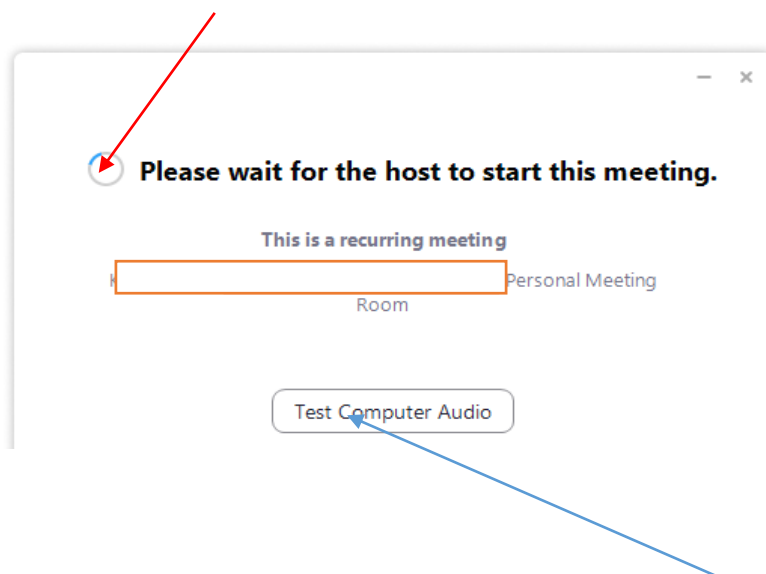 Please wait for the host to start this meeting.
This is a recurring meeting
Personal Meeting
Room
Test Computer Audio